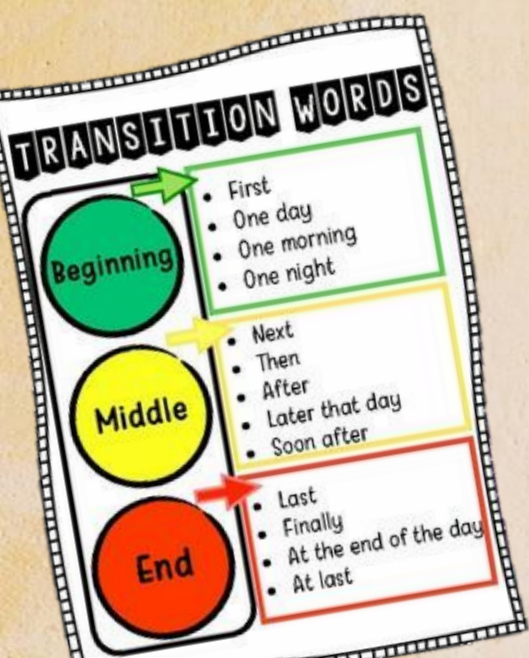 TRANSITION WORDS
Beginning
First
One day
One morning
One night
Middle
Next
Then
After
Later that day
Soon after
End
Last
Finally
At the end of the day
At last